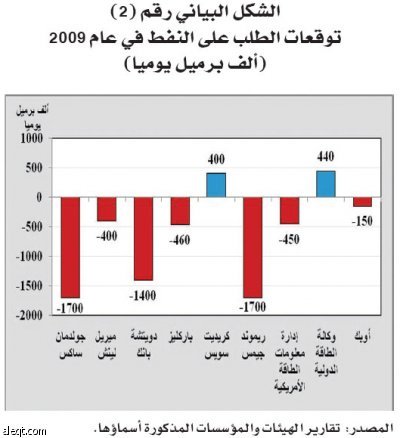 الشكل البياني رقم (2)
توقعات الطلب على النفط في عام 2009
(ألف برميل يوميا)
ألف برميل
يوميا
1000
500
0
-500
-1000
-1500
-2000
400
440
-150
-400
-460
-450
-1400
-1700
-1700
أوبك
وكالة
الطاقة
الدولية
إدارة
معلومات
الطاقة
الأمريكية
ريموند
جيمس
كريديت
سويس
باركليز
دويتشة
بانك
ميريل
لينش
جولدمان
ساكس
المصدر: تقارير الهيئات والمؤسسات المذكورة أسماؤها.
aleqt.com